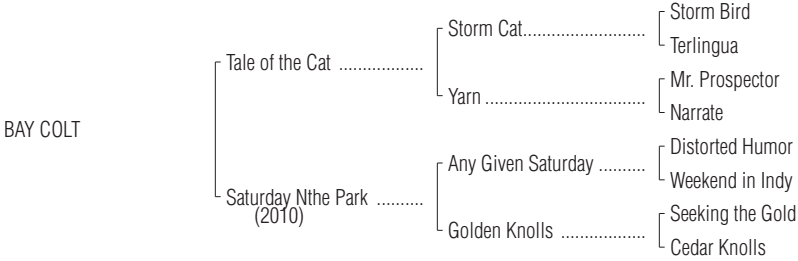 Storm Bird
Storm Cat..........................
Terlingua
Tale of the Cat ..................
Mr. Prospector
Yarn ..................................
Narrate
BAY COLT
Distorted Humor
Any Given Saturday ..........
Weekend in Indy
Saturday Nthe Park ..........
(2010)
Seeking the Gold
Golden Knolls ..................
Cedar Knolls